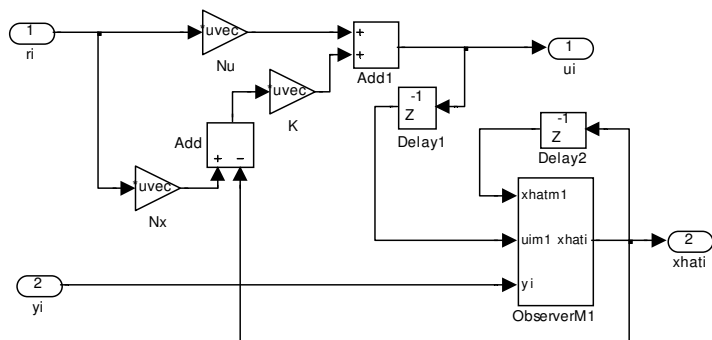 1
ri
*uvec
Nu
+
+
Add1
1
ui
*uvec
K
-1
Z
Delay1
Add
+ −
-1
Z
Delay2
*uvec
Nx
xhatm1
uim1 xhati
yi
ObserverM1
2
xhati
2
yi